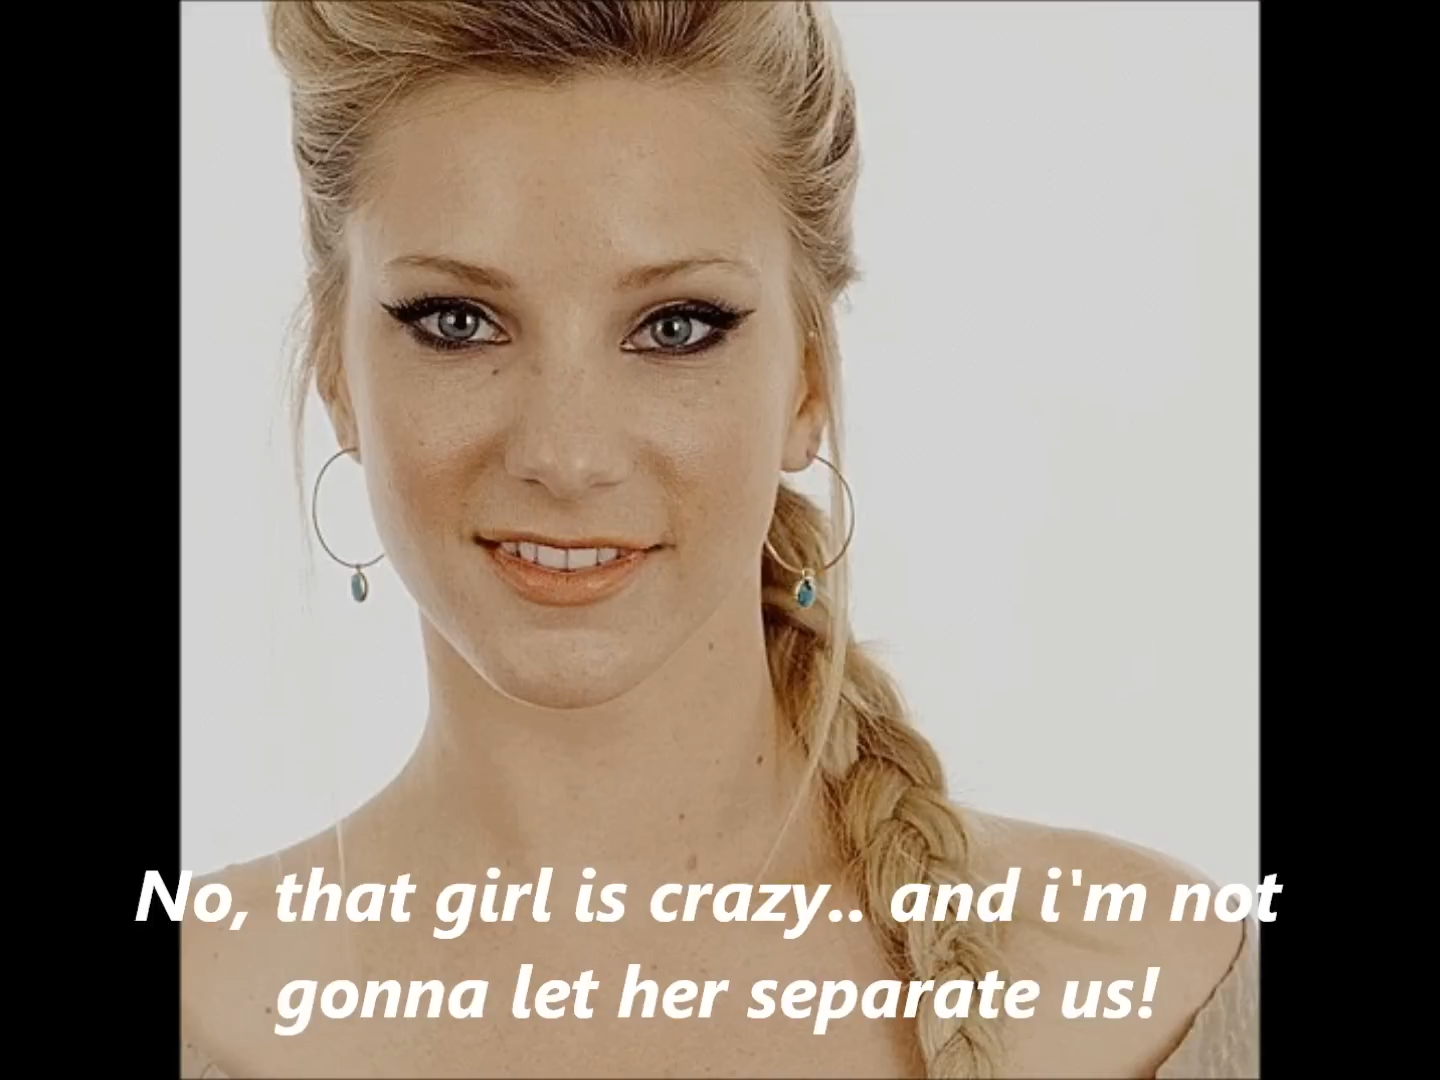 No, that girl is crazy.. and i'm not
gonna let her separate us!